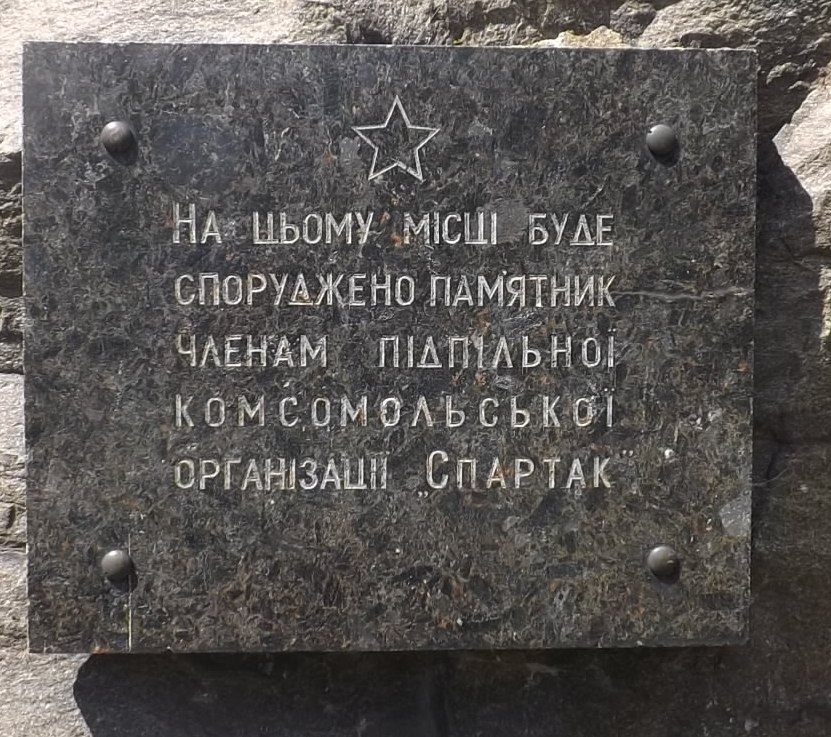 На цьому місці буде
споруджено памятник
членам підпільної
комсомольської
організації „Спартак"